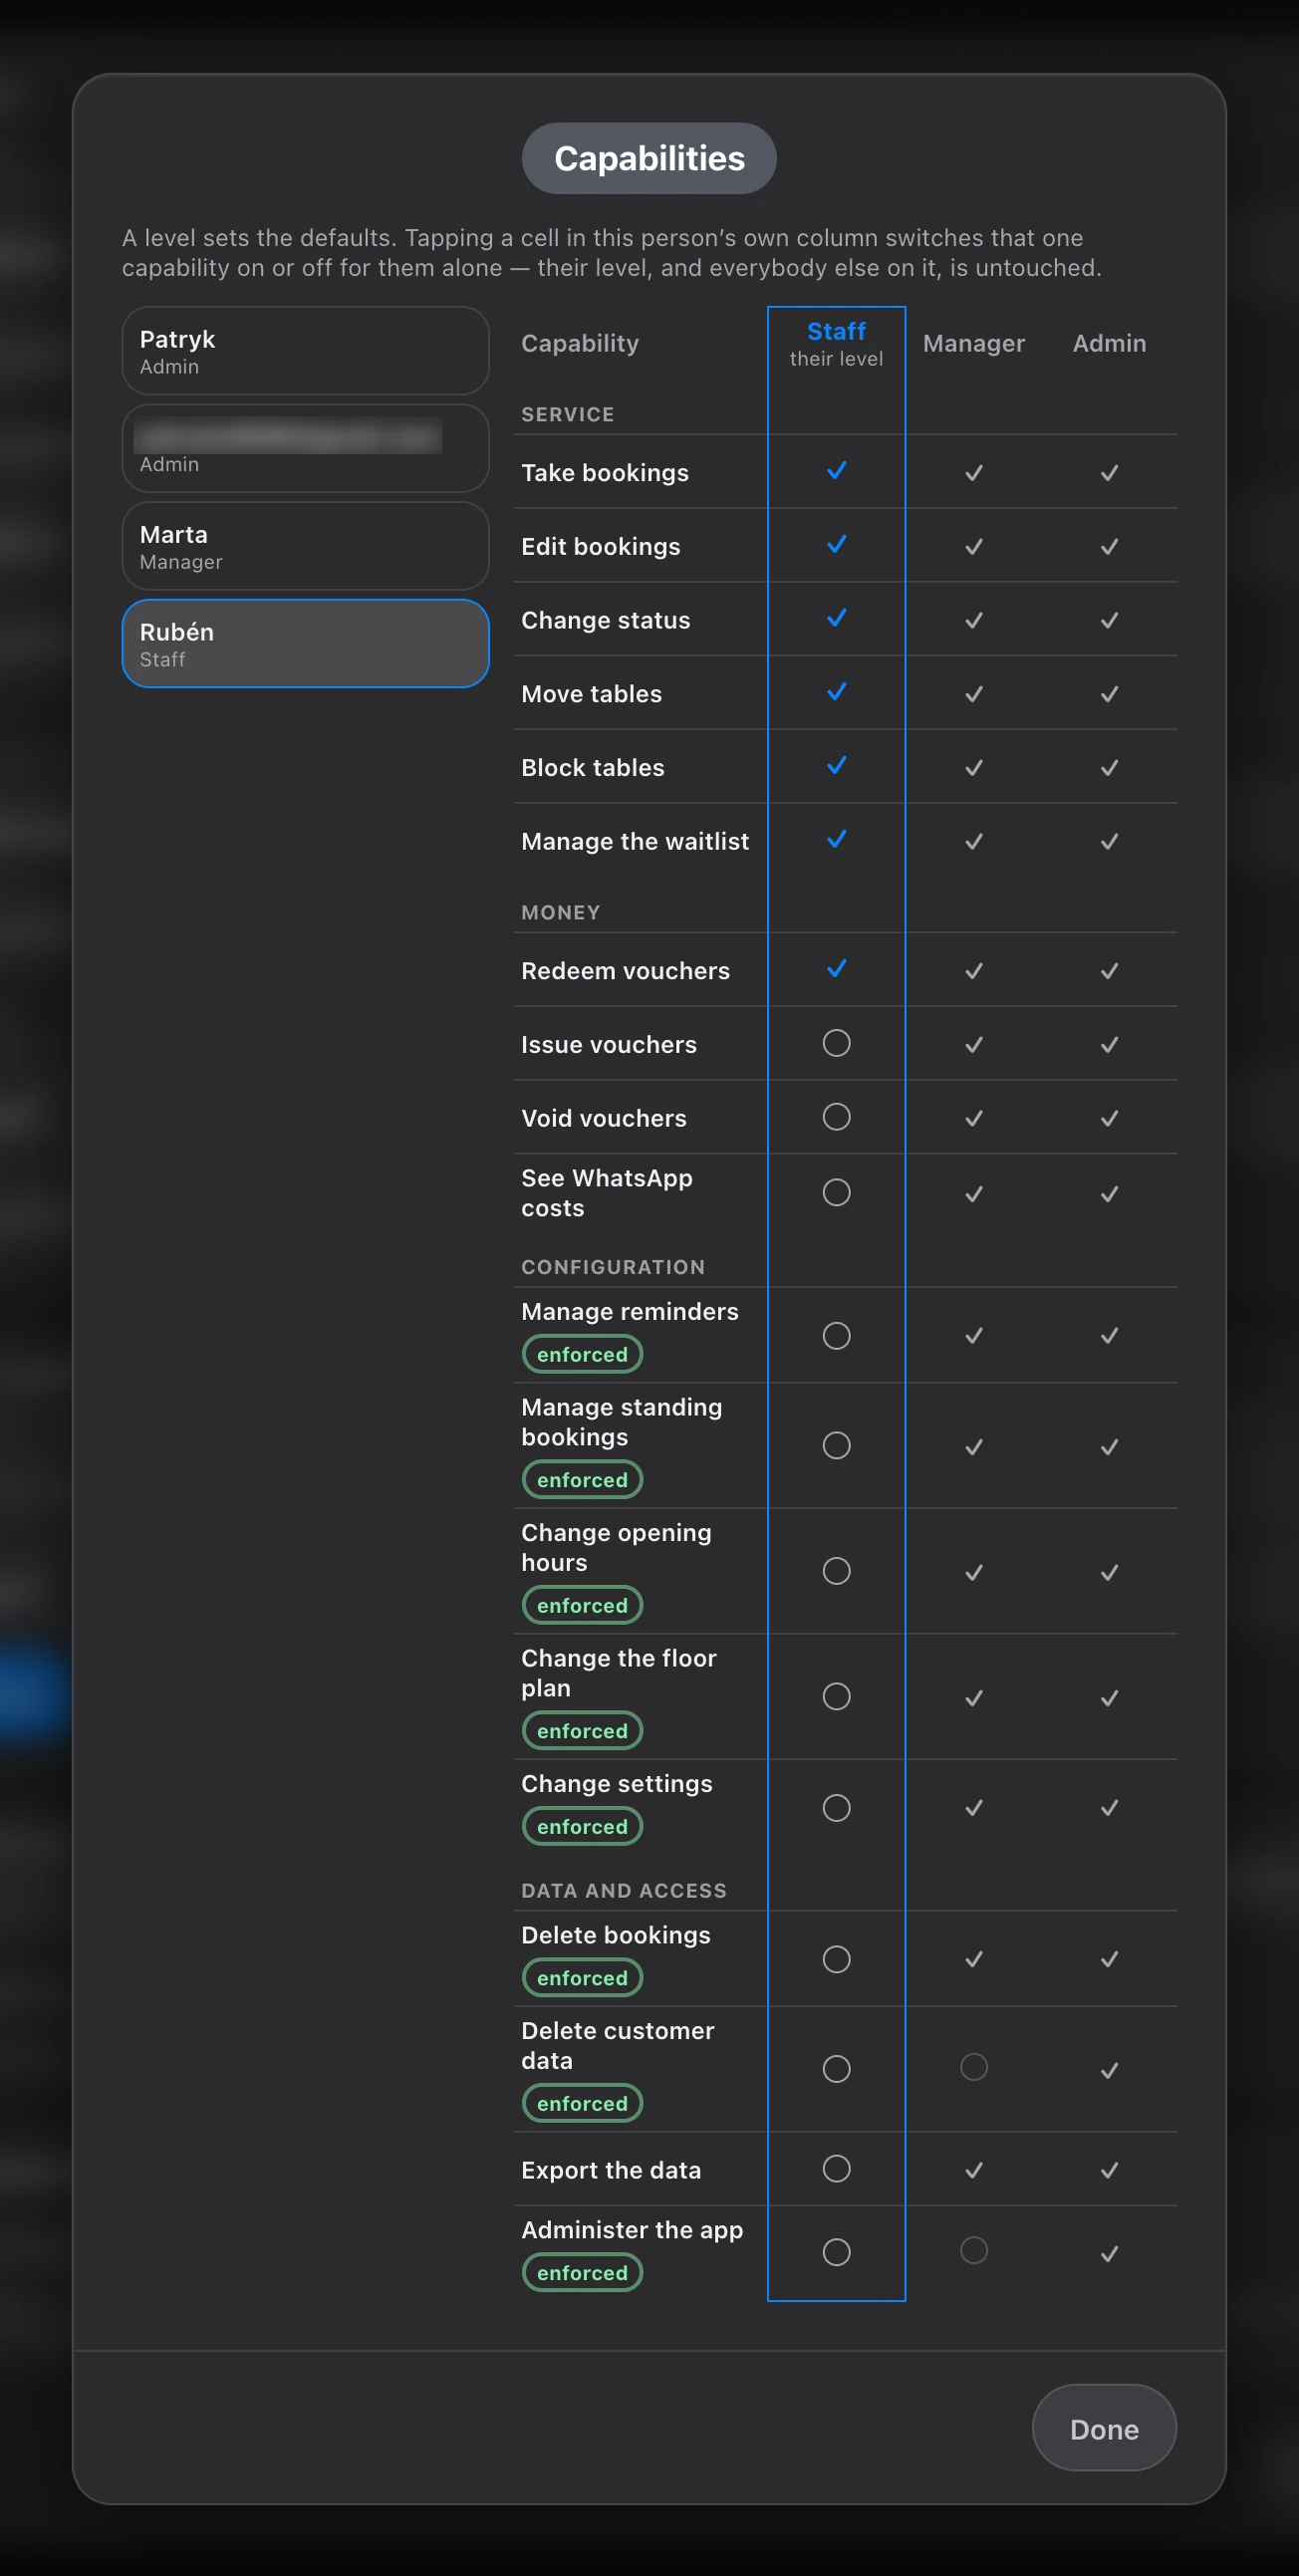 Capabilities
A level sets the defaults. Tapping a cell in this person’s own column switches that one
capability on or off for them alone — their level, and everybody else on it, is untouched.
Patryk
Admin
Admin
Marta
Manager
Rubén
Staff
Capability
Staff
their level
Manager
Admin
SERVICE
Take bookings
Edit bookings
Change status
Move tables
Block tables
Manage the waitlist
MONEY
Redeem vouchers
Issue vouchers
Void vouchers
See WhatsApp
costs
CONFIGURATION
Manage reminders
enforced
Manage standing
bookings
enforced
Change opening
hours
enforced
Change the floor
plan
enforced
Change settings
enforced
DATA AND ACCESS
Delete bookings
enforced
Delete customer
data
enforced
Export the data
Administer the app
enforced
Done